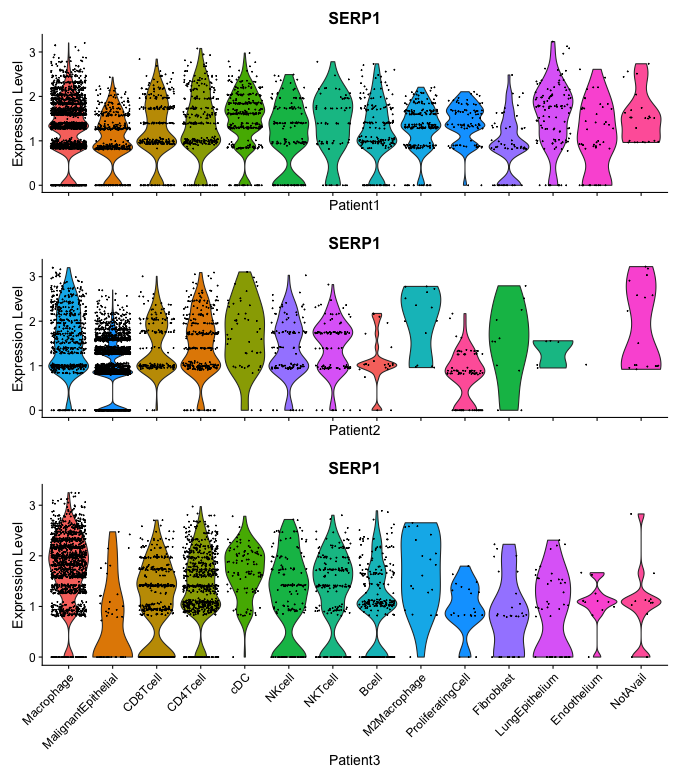 SERP1
Expression Level
3
2
1
0
Patient1
SERP1
Expression Level
3
2
1
0
Patient2
SERP1
Expression Level
3
2
1
0
Macrophage
MalignantEpithelial
CD8Tcell
CD4Tcell
cDC
NKcell
NKTcell
Bcell
M2Macrophage
ProliferatingCell
Fibroblast
LungEpithelium
Endothelium
NotAvail
Patient3